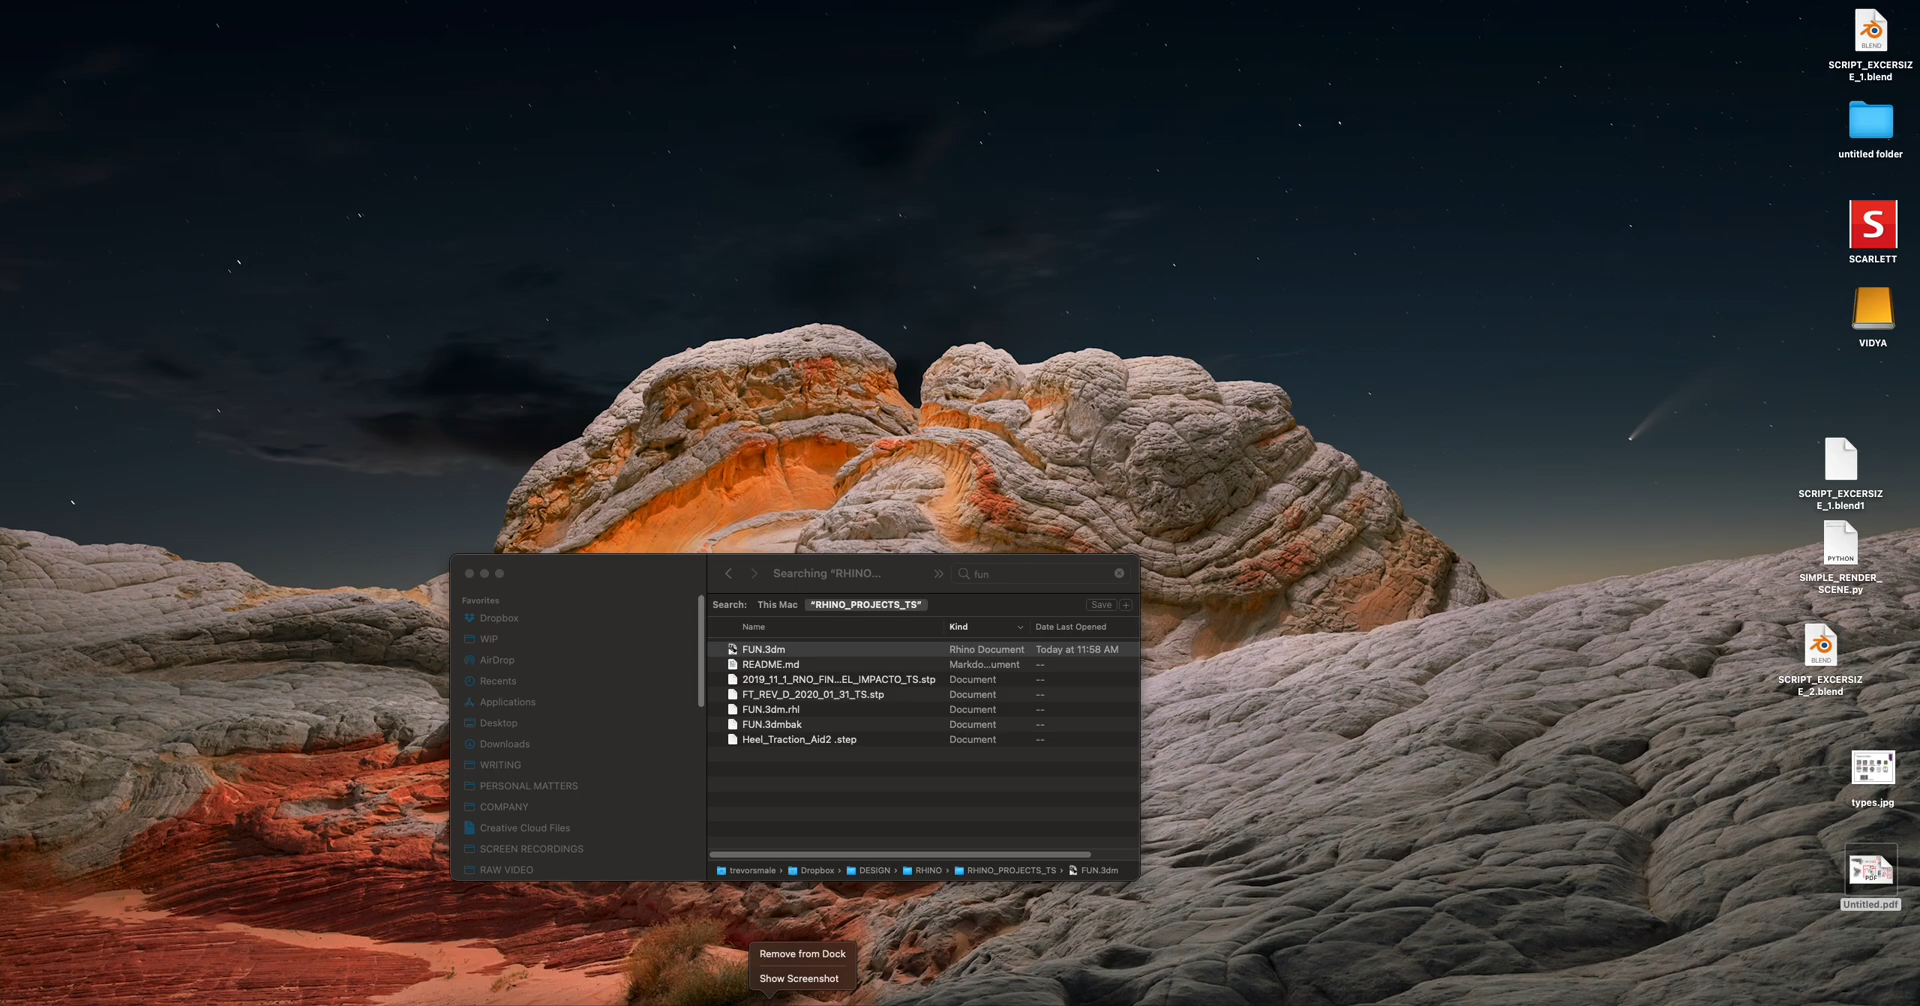 BLEND
SCRIPT_EXCERSIZ
E_1.blend
untitled folder
S
SCARLETT
VIDYA
SCRIPT_EXCERSIZ
E_1.blend1
PYTHON
SIMPLE_RENDER_
SCENE.py
BLEND
SCRIPT_EXCERSIZ
E_2.blend
types.jpg
PDF
Untitled.pdf
Searching “RHINO...
fun
Search: This Mac “RHINO_PROJECTS_TS” Save +
Name Kind Date Last Opened
FUN.3dm Rhino Document Today at 11:58 AM
README.md Markdo...ument --
2019_11_1_RNO_FIN...EL_IMPACTO_TS.stp Document --
FT_REV_D_2020_01_31_TS.stp Document --
FUN.3dm.rhl Document --
FUN.3dmbak Document --
Heel_Traction_Aid2 .step Document --
trevorsmale › Dropbox › DESIGN › RHINO › RHINO_PROJECTS_TS › FUN.3dm
Favorites
Dropbox
WIP
AirDrop
Recents
Applications
Desktop
Downloads
WRITING
PERSONAL MATTERS
COMPANY
Creative Cloud Files
SCREEN RECORDINGS
RAW VIDEO
Remove from Dock
Show Screenshot